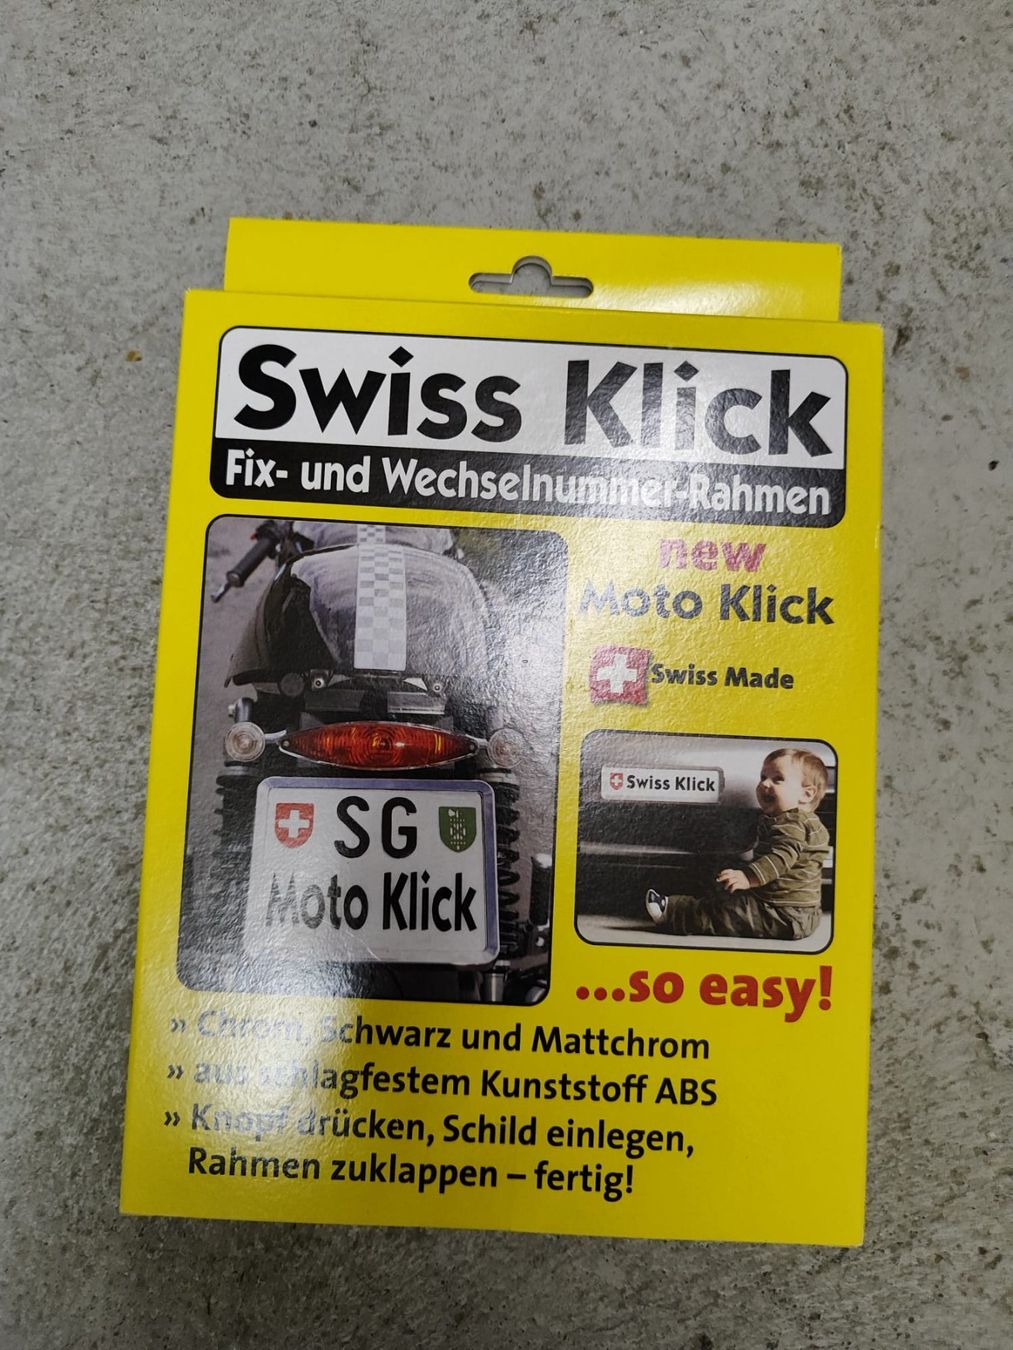 Swiss Klick
Fix- und Wechselnummer-Rahmen
new
Moto Klick
Swiss Made
SG
Moto Klick
Swiss Klick
...so easy!
» Chrom, Schwarz und Mattchrom
» aus schlagfestem Kunststoff ABS
» Knopf drücken, Schild einlegen,
Rahmen zuklappen – fertig!